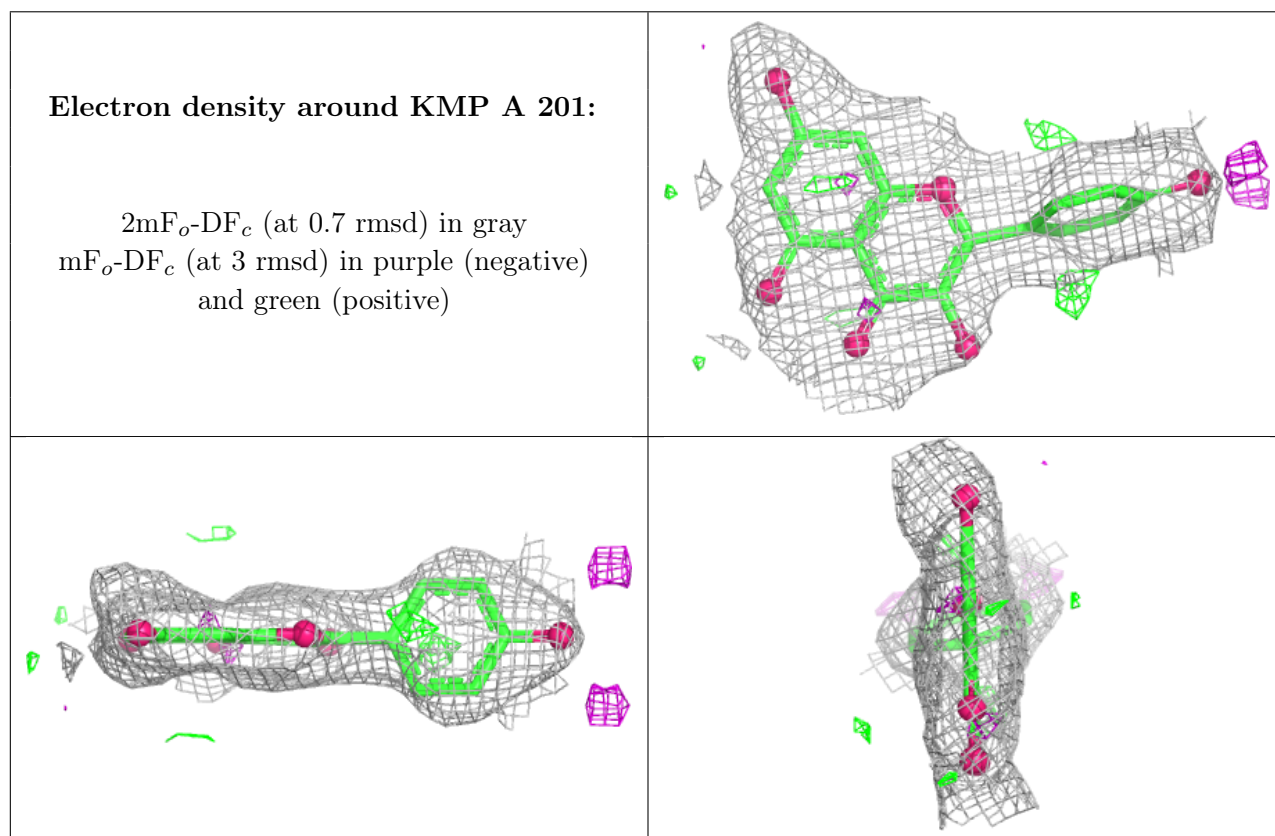 Electron density around KMP A 201:
2mFₒ-DF𝒸 (at 0.7 rmsd) in gray
mFₒ-DF𝒸 (at 3 rmsd) in purple (negative)
and green (positive)